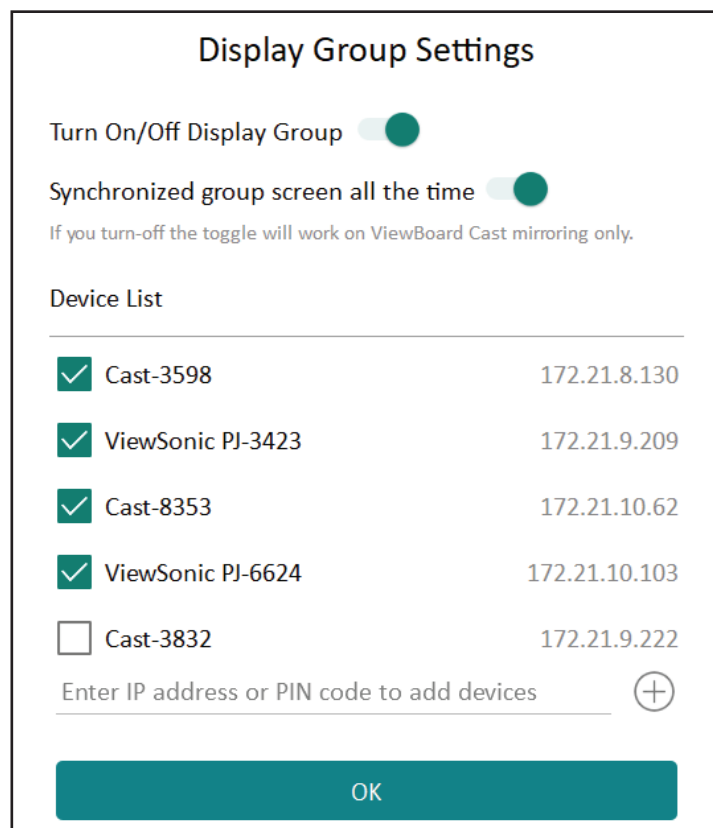 Display Group Settings
Turn On/Off Display Group
Synchronized group screen all the time
If you turn-off the toggle will work on ViewBoard Cast mirroring only.
Device List
Cast-3598 172.21.8.130
ViewSonic PJ-3423 172.21.9.209
Cast-8353 172.21.10.62
ViewSonic PJ-6624 172.21.10.103
Cast-3832 172.21.9.222
Enter IP address or PIN code to add devices
OK